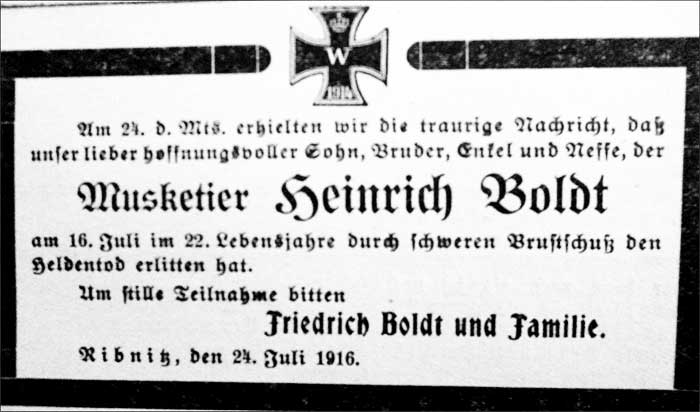 W
1914
Am 24. d. Mts. erhielten wir die traurige Nachricht, daß
unser lieber hoffnungsvoller Sohn, Bruder, Enkel und Neffe, der
Musketier Heinrich Boldt
am 16. Juli im 22. Lebensjahre durch schweren Brustschuß den
Heldentod erlitten hat.
Um stille Teilnahme bitten
Friedrich Boldt und Familie.
Ribnitz, den 24. Juli 1916.